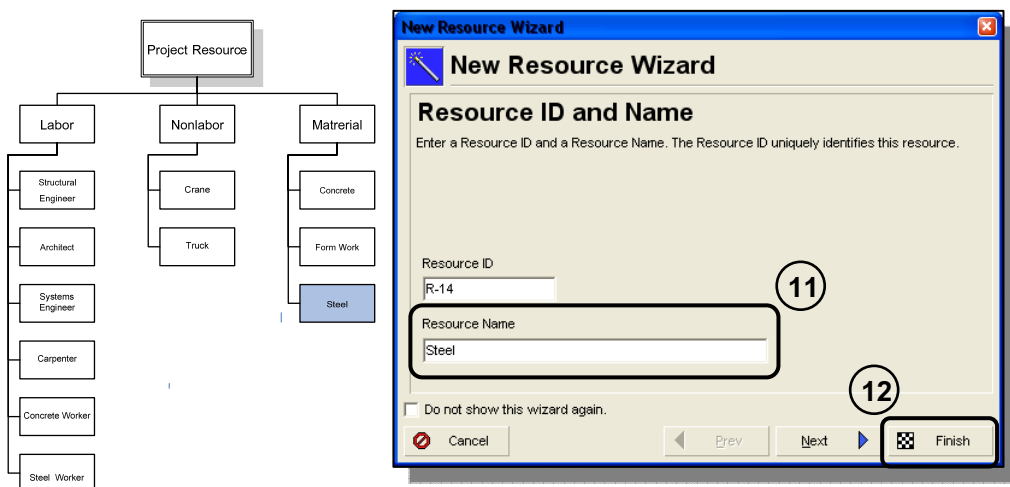 Project Resource
Labor
Nonlabor
Matrerial
Structural
Engineer
Crane
Concrete
Architect
Truck
Form Work
Systems
Engineer
Steel
Carpenter
Concrete Worker
Steel Worker
New Resource Wizard
New Resource Wizard
Resource ID and Name
Enter a Resource ID and a Resource Name. The Resource ID uniquely identifies this resource.
Resource ID
R-14
11
Resource Name
Steel
12
Do not show this wizard again.
Cancel
Prev
Next
Finish